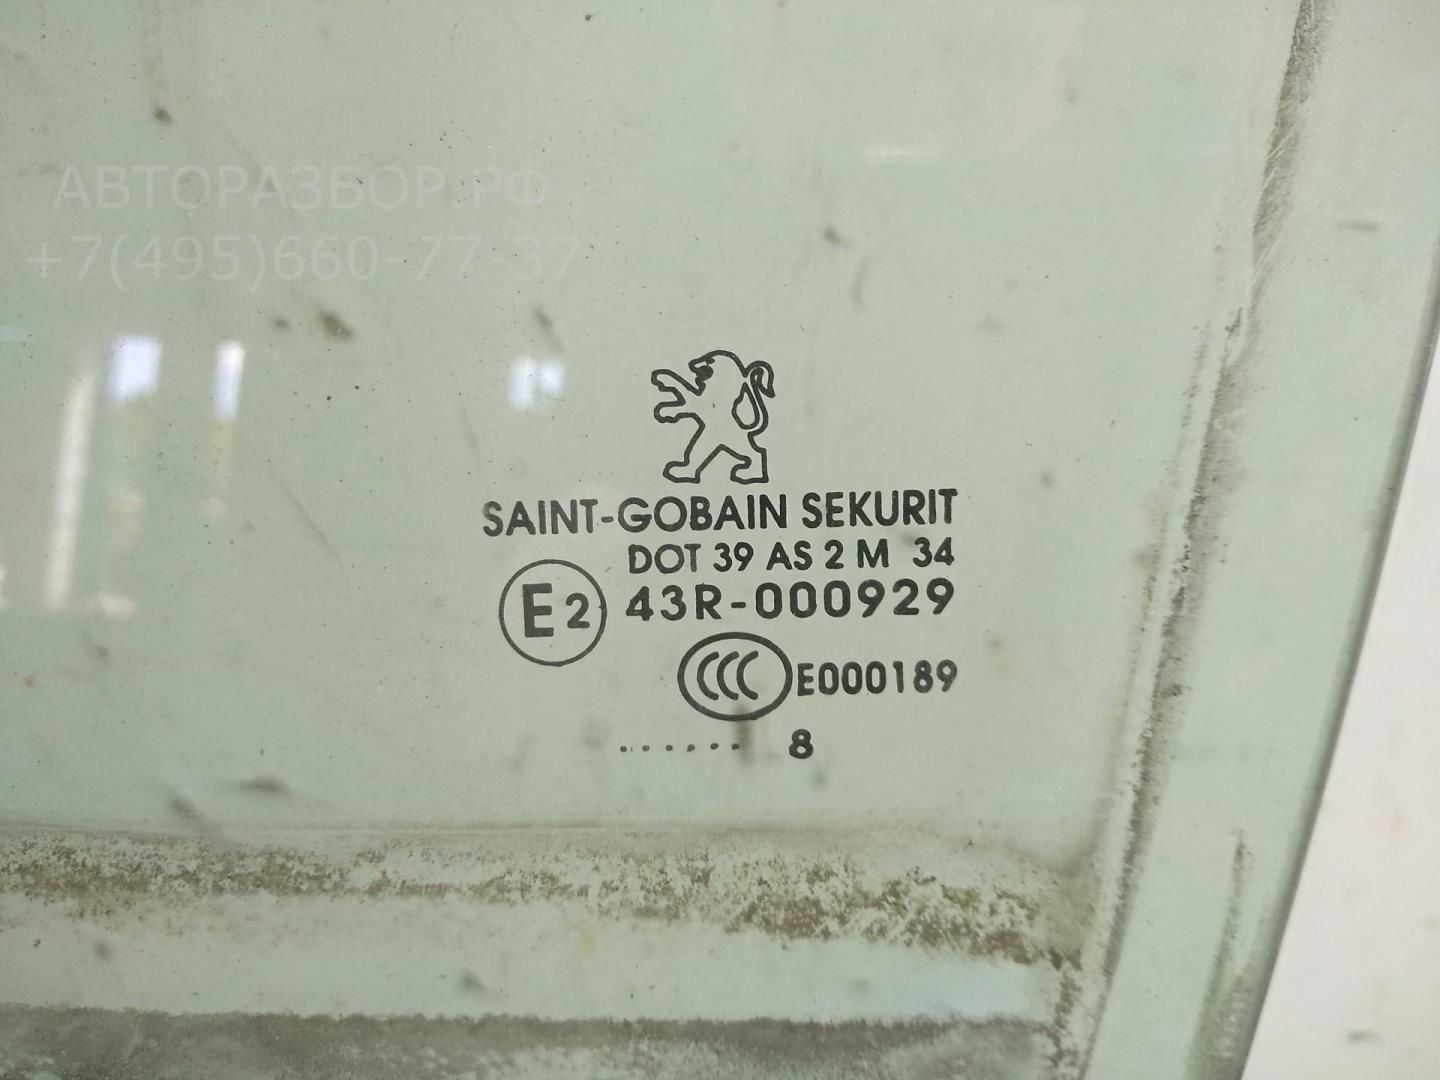 АВТОРАЗБОР.РФ
+7(495)660-77-37
SAINT-GOBAIN SEKURIT
DOT 39 AS 2 M 34
E2 43R-000929
CCC E000189
....... 8